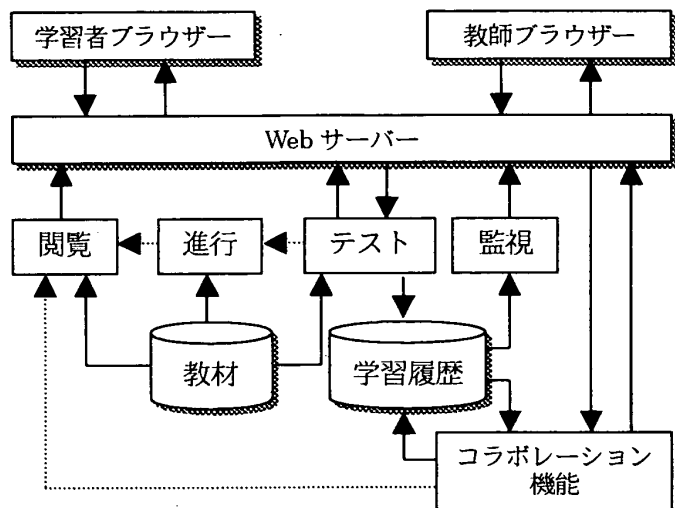 学習者ブラウザー
教師ブラウザー
Web サーバー
閲覧
進行
テスト
監視
教材
学習履歴
コラボレーション
機能